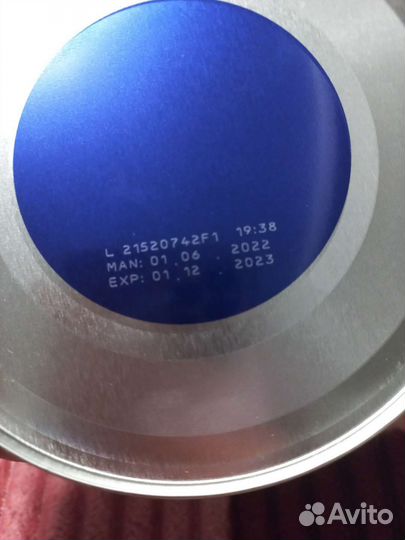 L 21520742F1 19:38
MAN: 01 . 06 . 2022
EXP: 01 . 12 . 2023
Avito